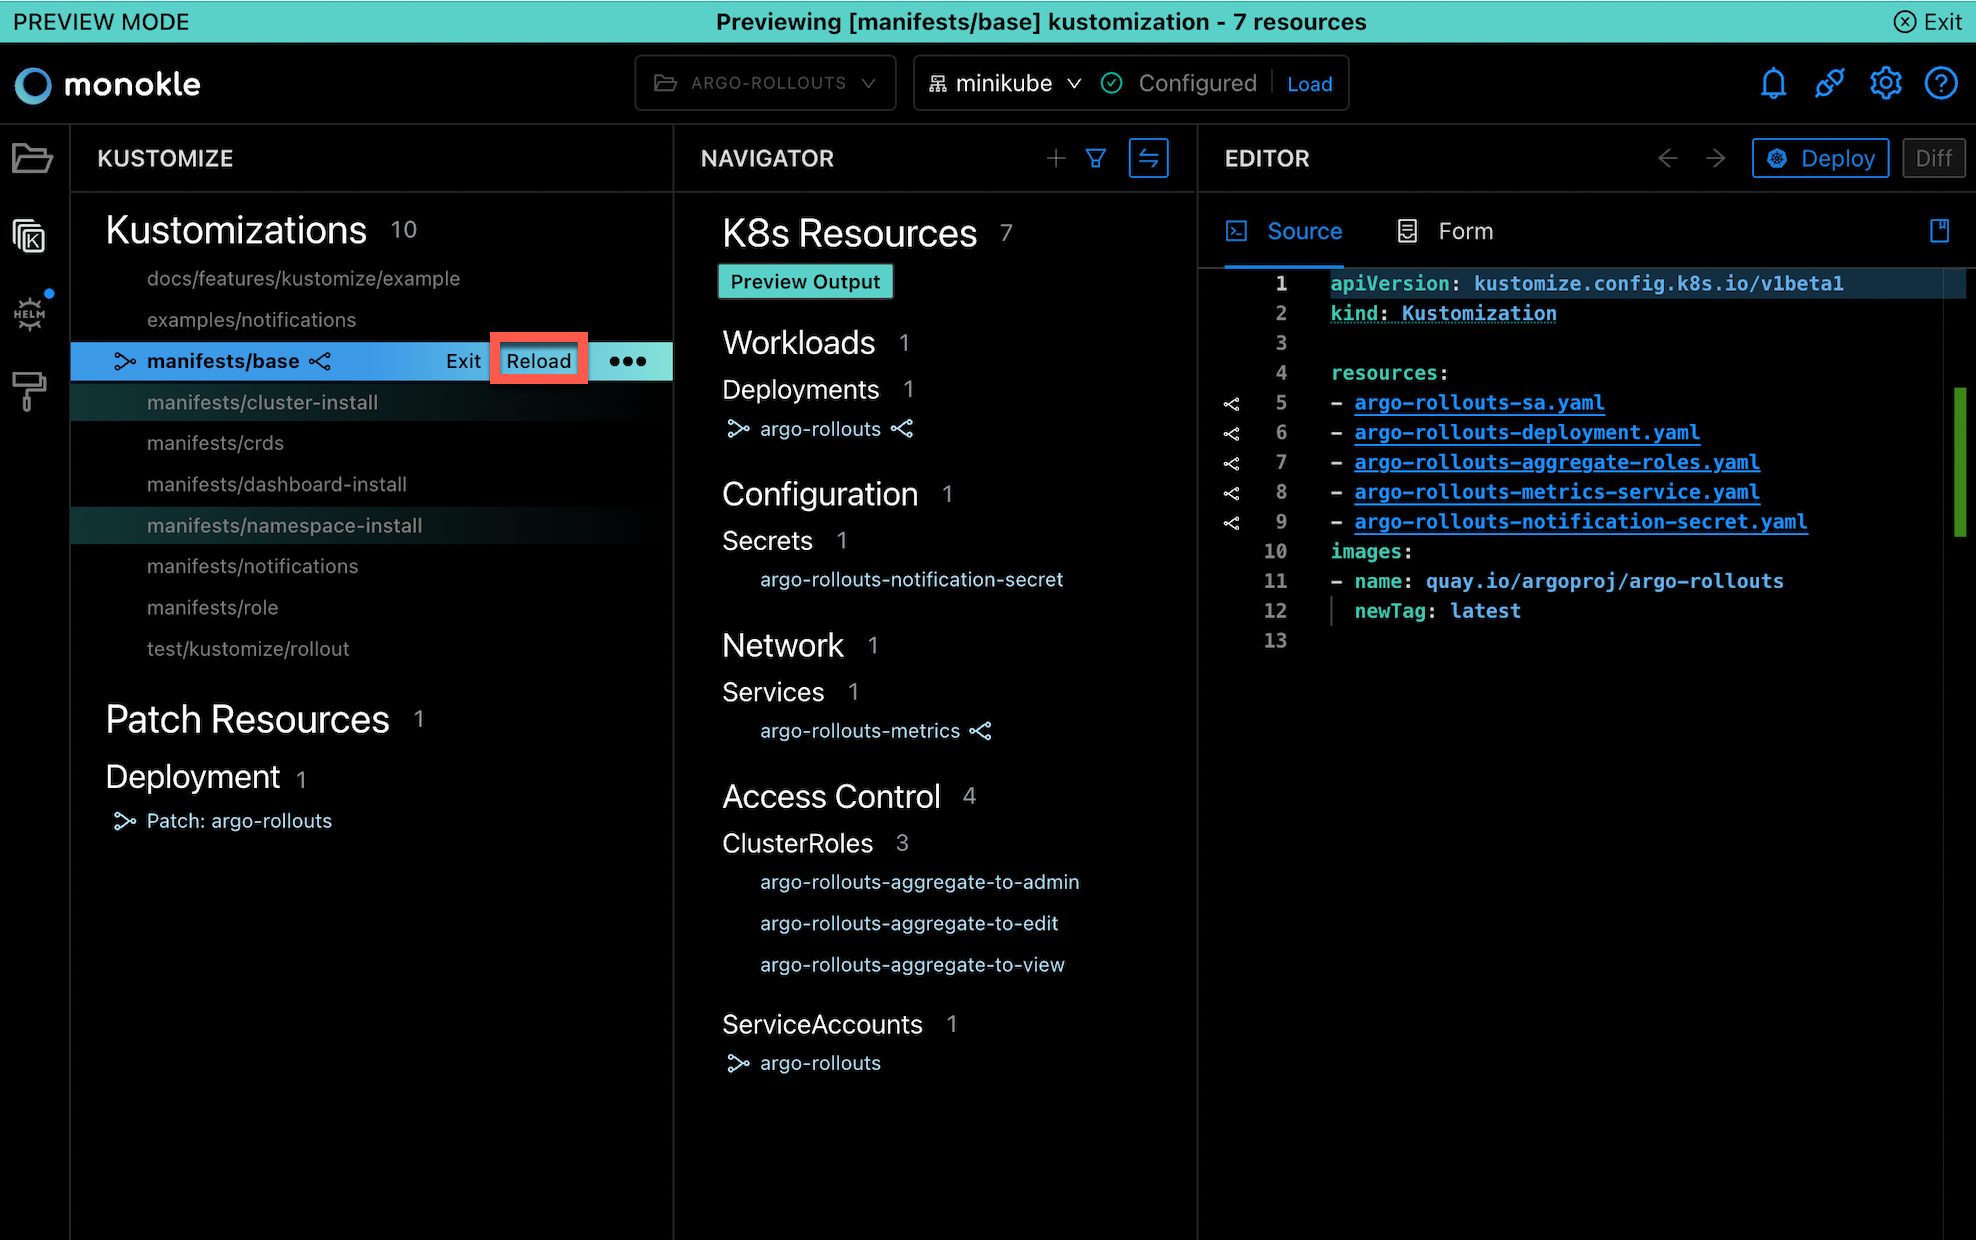 PREVIEW MODE
Previewing [manifests/base] kustomization - 7 resources
Exit
monokle
ARGO-ROLLOUTS
minikube
Configured
Load
KUSTOMIZE
Kustomizations 10
docs/features/kustomize/example
examples/notifications
manifests/base
Exit
Reload
manifests/cluster-install
manifests/crds
manifests/dashboard-install
manifests/namespace-install
manifests/notifications
manifests/role
test/kustomize/rollout
Patch Resources 1
Deployment 1
Patch: argo-rollouts
K
HELM
NAVIGATOR
K8s Resources 7
Preview Output
Workloads 1
Deployments 1
argo-rollouts
Configuration 1
Secrets 1
argo-rollouts-notification-secret
Network 1
Services 1
argo-rollouts-metrics
Access Control 4
ClusterRoles 3
argo-rollouts-aggregate-to-admin
argo-rollouts-aggregate-to-edit
argo-rollouts-aggregate-to-view
ServiceAccounts 1
argo-rollouts
EDITOR
Deploy
Diff
Source
Form
1 apiVersion: kustomize.config.k8s.io/v1beta1
2 kind: Kustomization
3
4 resources:
5 - argo-rollouts-sa.yaml
6 - argo-rollouts-deployment.yaml
7 - argo-rollouts-aggregate-roles.yaml
8 - argo-rollouts-metrics-service.yaml
9 - argo-rollouts-notification-secret.yaml
10 images:
11 - name: quay.io/argoproj/argo-rollouts
12 newTag: latest
13